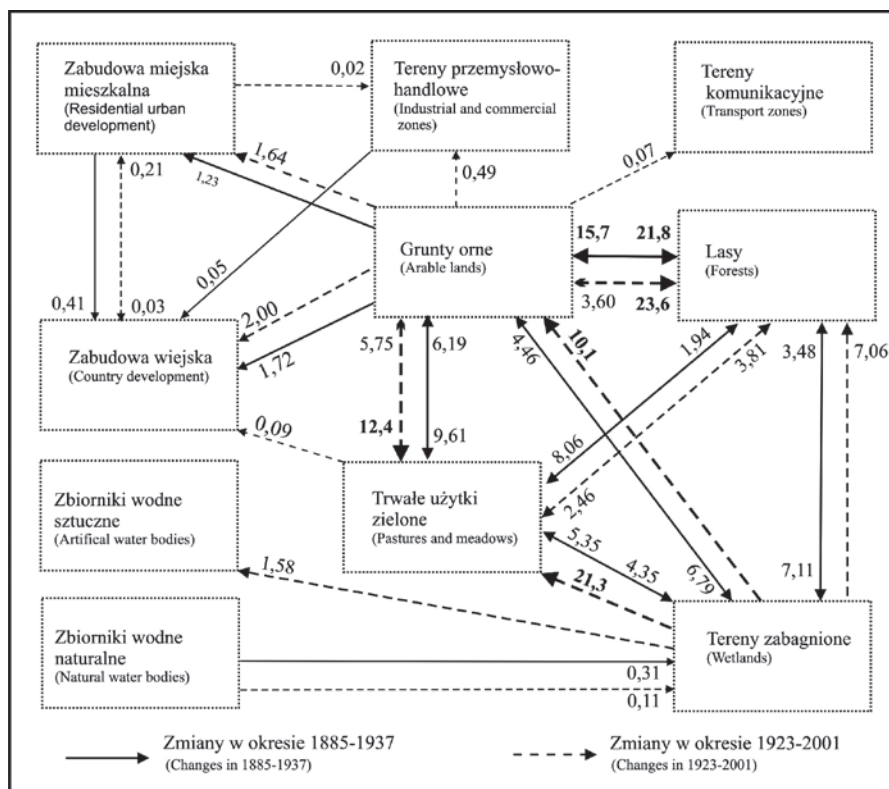 Zabudowa miejska
mieszkalna
(Residential urban
development)
0,02
Tereny przemysłowo-
handlowe
(Industrial and commercial
zones)
Tereny
komunikacyjne
(Transport zones)
0,21
1,64
1,23
0,49
0,07
Grunty orne
(Arable lands)
15,7
21,8
3,60
23,6
Lasy
(Forests)
0,05
0,41
0,03
2,00
1,72
5,75
6,19
4,46
10,1
1,94
3,81
3,48
7,06
Zabudowa wiejska
(Country development)
0,09
12,4
9,61
8,06
2,46
Zbiorniki wodne
sztuczne
(Artifical water bodies)
Trwałe użytki
zielone
(Pastures and meadows)
5,35
4,35
6,79
7,11
1,58
21,3
Zbiorniki wodne
naturalne
(Natural water bodies)
Tereny zabagnione
(Wetlands)
0,31
0,11
Zmiany w okresie 1885-1937
(Changes in 1885-1937)
Zmiany w okresie 1923-2001
(Changes in 1923-2001)